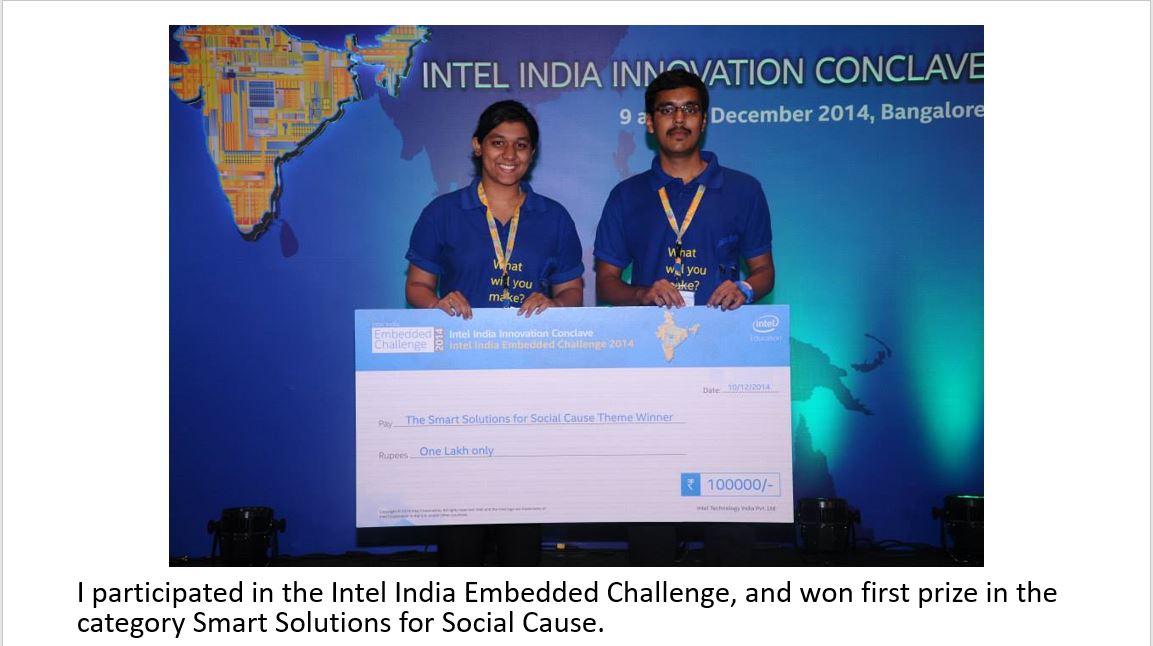 INTEL INDIA INNOVATION CONCLAVE
9 a December 2014, Bangalore
What
will you
make?
What
will you
make?
Intel India
Embedded
Challenge
2014
Intel India Innovation Conclave
Intel India Embedded Challenge 2014
intel
Education
Date: 10/12/2014
Pay The Smart Solutions for Social Cause Theme Winner
Rupees One Lakh only
₹ 100000/-
Intel Technology India Pvt. Ltd
I participated in the Intel India Embedded Challenge, and won first prize in the
category Smart Solutions for Social Cause.